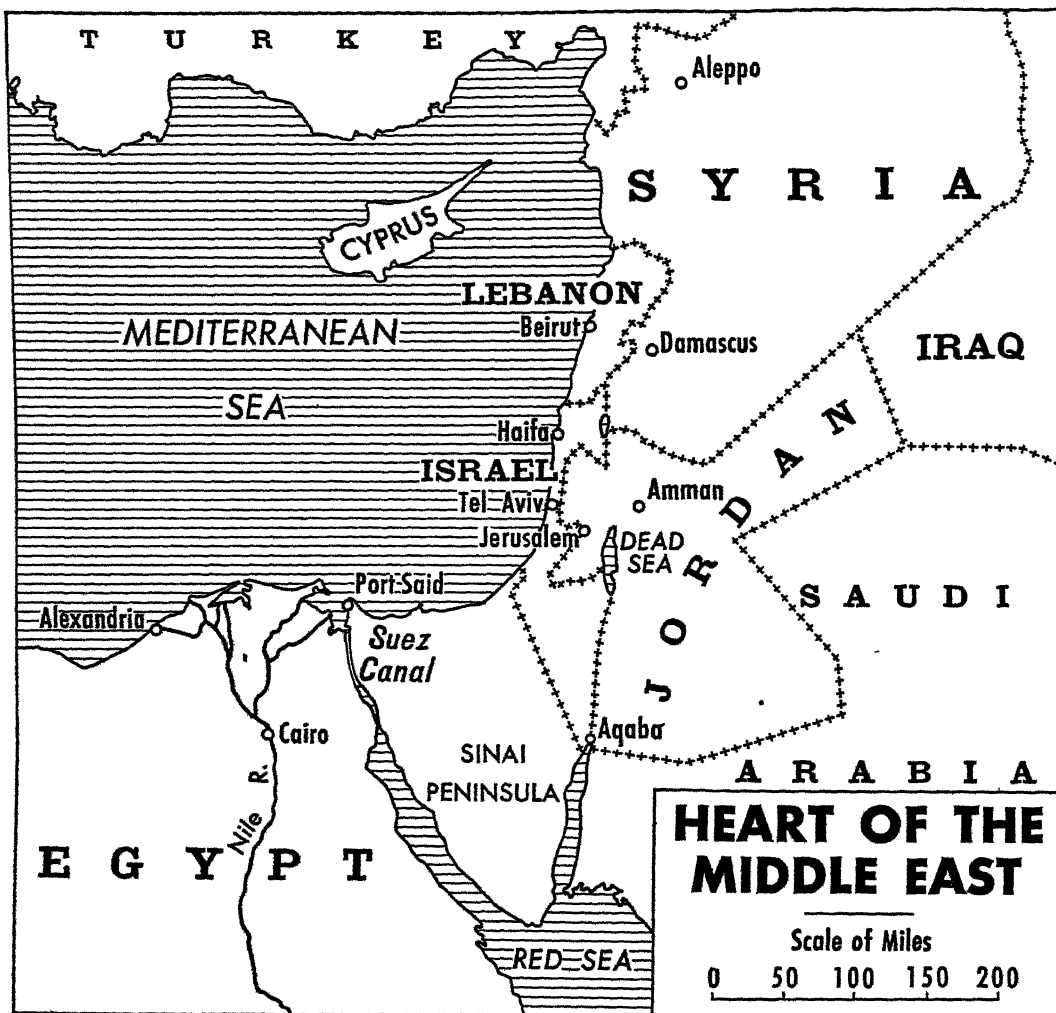 TURKEY
Aleppo
SYRIA
CYPRUS
LEBANON
Beirut
MEDITERRANEAN
SEA
Damascus
IRAQ
Haifa
ISRAEL
Tel Aviv
Amman
Jerusalem
DEAD
SEA
JORDAN
Port Said
Alexandria
Suez
Canal
SAUDI
ARABIA
Cairo
Aqaba
SINAI
PENINSULA
Nile R.
EGYPT
RED SEA
HEART OF THE
MIDDLE EAST
Scale of Miles
0 50 100 150 200